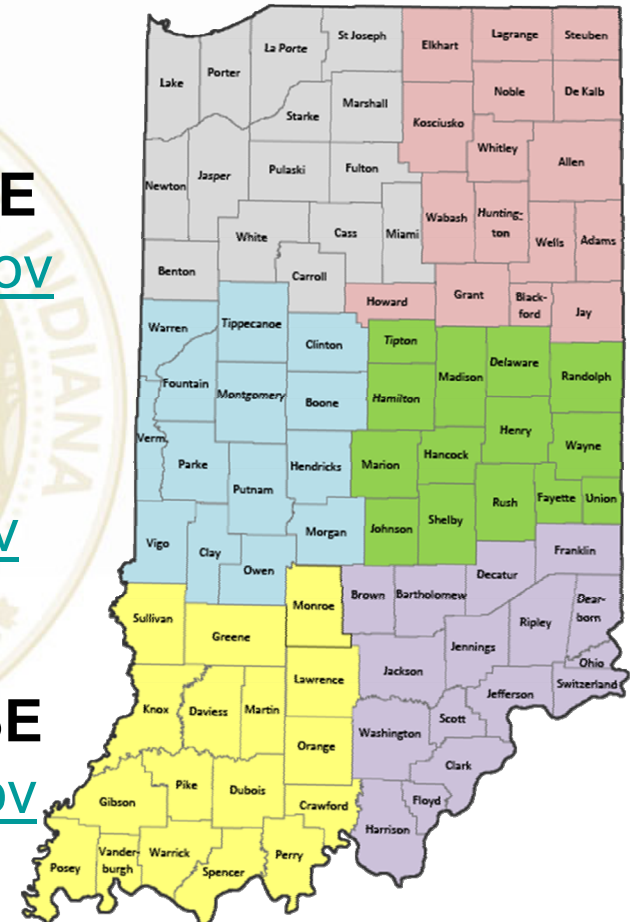 E
ov
v
BE
ov
INDIANA
St Joseph
Elkhart
Lagrange
Steuben
La Porte
Lake
Porter
Noble
De Kalb
Starke
Marshall
Kosciusko
Whitley
Allen
Newton
Jasper
Pulaski
Fulton
Wabash
Hunting-
ton
White
Cass
Miami
Wells
Adams
Benton
Carroll
Howard
Grant
Black-
ford
Jay
Warren
Tippecanoe
Clinton
Tipton
Madison
Delaware
Randolph
Fountain
Montgomery
Boone
Hamilton
Verm.
Parke
Putnam
Hendricks
Marion
Hancock
Henry
Wayne
Vigo
Clay
Owen
Morgan
Johnson
Shelby
Rush
Fayette
Union
Franklin
Sullivan
Greene
Monroe
Brown
Bartholomew
Decatur
Ripley
Dear-
born
Jennings
Ohio
Switzerland
Knox
Daviess
Martin
Lawrence
Jackson
Jefferson
Orange
Washington
Scott
Clark
Gibson
Pike
Dubois
Crawford
Floyd
Harrison
Posey
Vander-
burgh
Warrick
Spencer
Perry